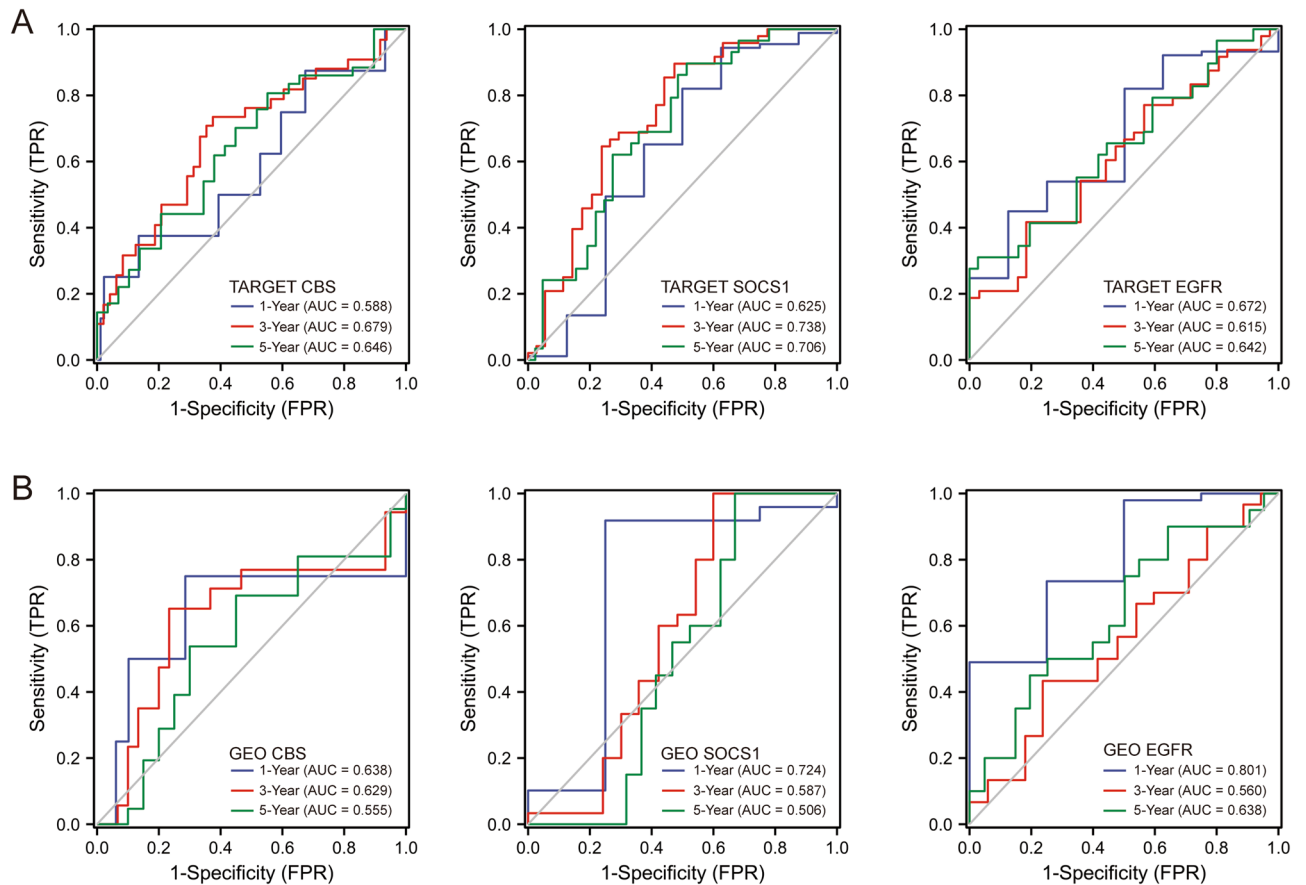 A
1.0
0.8
0.6
0.4
0.2
0.0
Sensitivity (TPR)
TARGET CBS
1-Year (AUC = 0.588)
3-Year (AUC = 0.679)
5-Year (AUC = 0.646)
0.0 0.2 0.4 0.6 0.8 1.0
1-Specificity (FPR)
1.0
0.8
0.6
0.4
0.2
0.0
Sensitivity (TPR)
TARGET SOCS1
1-Year (AUC = 0.625)
3-Year (AUC = 0.738)
5-Year (AUC = 0.706)
0.0 0.2 0.4 0.6 0.8 1.0
1-Specificity (FPR)
1.0
0.8
0.6
0.4
0.2
0.0
Sensitivity (TPR)
TARGET EGFR
1-Year (AUC = 0.672)
3-Year (AUC = 0.615)
5-Year (AUC = 0.642)
0.0 0.2 0.4 0.6 0.8 1.0
1-Specificity (FPR)
B
1.0
0.8
0.6
0.4
0.2
0.0
Sensitivity (TPR)
GEO CBS
1-Year (AUC = 0.638)
3-Year (AUC = 0.629)
5-Year (AUC = 0.555)
0.0 0.2 0.4 0.6 0.8 1.0
1-Specificity (FPR)
1.0
0.8
0.6
0.4
0.2
0.0
Sensitivity (TPR)
GEO SOCS1
1-Year (AUC = 0.724)
3-Year (AUC = 0.587)
5-Year (AUC = 0.506)
0.0 0.2 0.4 0.6 0.8 1.0
1-Specificity (FPR)
1.0
0.8
0.6
0.4
0.2
0.0
Sensitivity (TPR)
GEO EGFR
1-Year (AUC = 0.801)
3-Year (AUC = 0.560)
5-Year (AUC = 0.638)
0.0 0.2 0.4 0.6 0.8 1.0
1-Specificity (FPR)